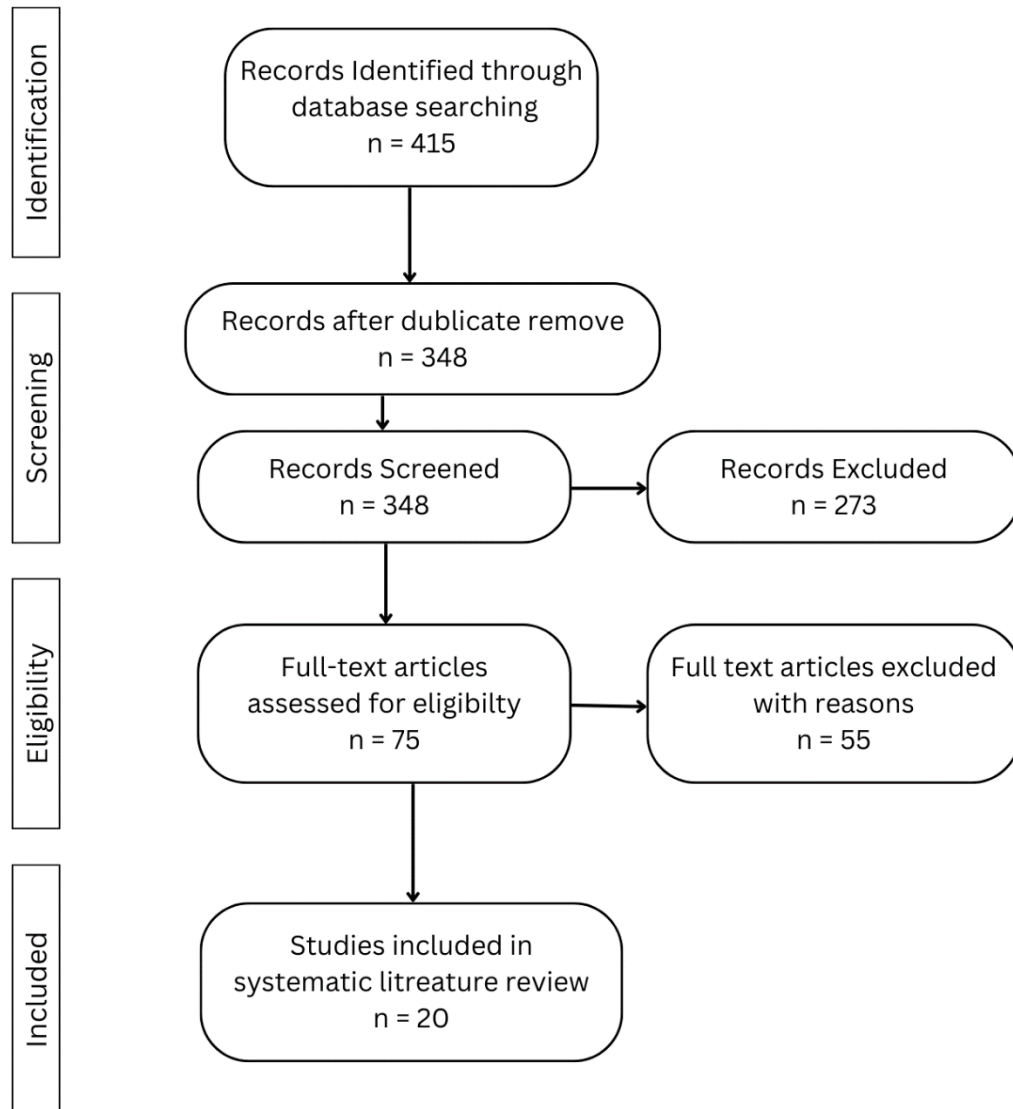 Identification
Records Identified through
database searching
n = 415
Screening
Records after dublicate remove
n = 348
Records Screened
n = 348
Records Excluded
n = 273
Eligibility
Full-text articles
assessed for eligibilty
n = 75
Full text articles excluded
with reasons
n = 55
Included
Studies included in
systematic litreature review
n = 20